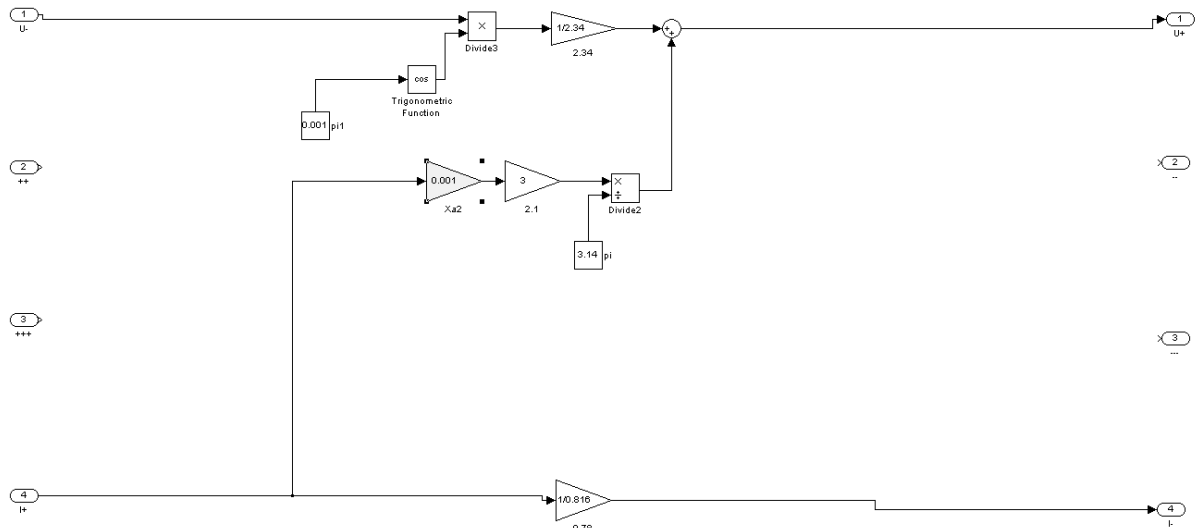 1
U-
×
Divide3
1/2.34
2.34
+
+
1
U+
cos
Trigonometric
Function
0.001
pi1
2
++
0.001
Xa2
3
2.1
×
÷
Divide2
2
--
3.14
pi
3
+++
3
---
4
I+
1/0.816
4
I-